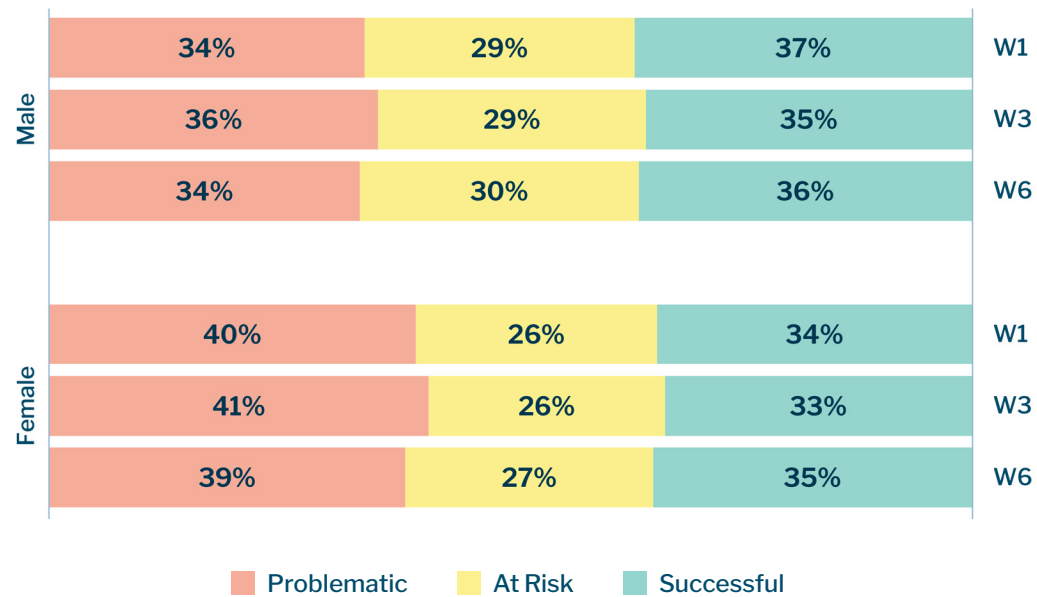 Male
34% 29% 37% W1
36% 29% 35% W3
34% 30% 36% W6
Female
40% 26% 34% W1
41% 26% 33% W3
39% 27% 35% W6
Problematic At Risk Successful